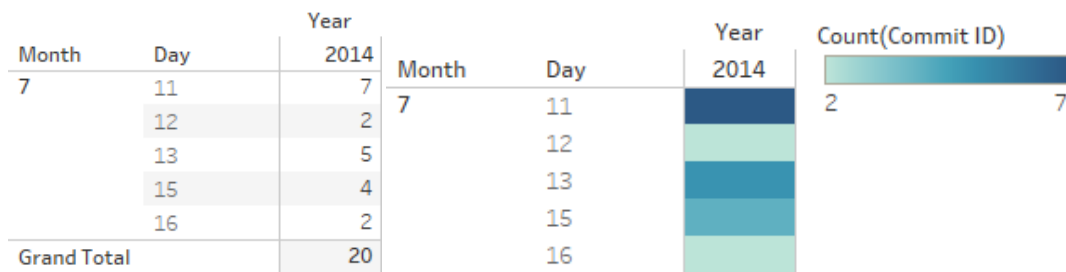 Year
Month Day 2014
7 11 7
12 2
13 5
15 4
16 2
Grand Total 20
Year
Month Day 2014
7 11
12
13
15
16
Count(Commit ID)
2 7